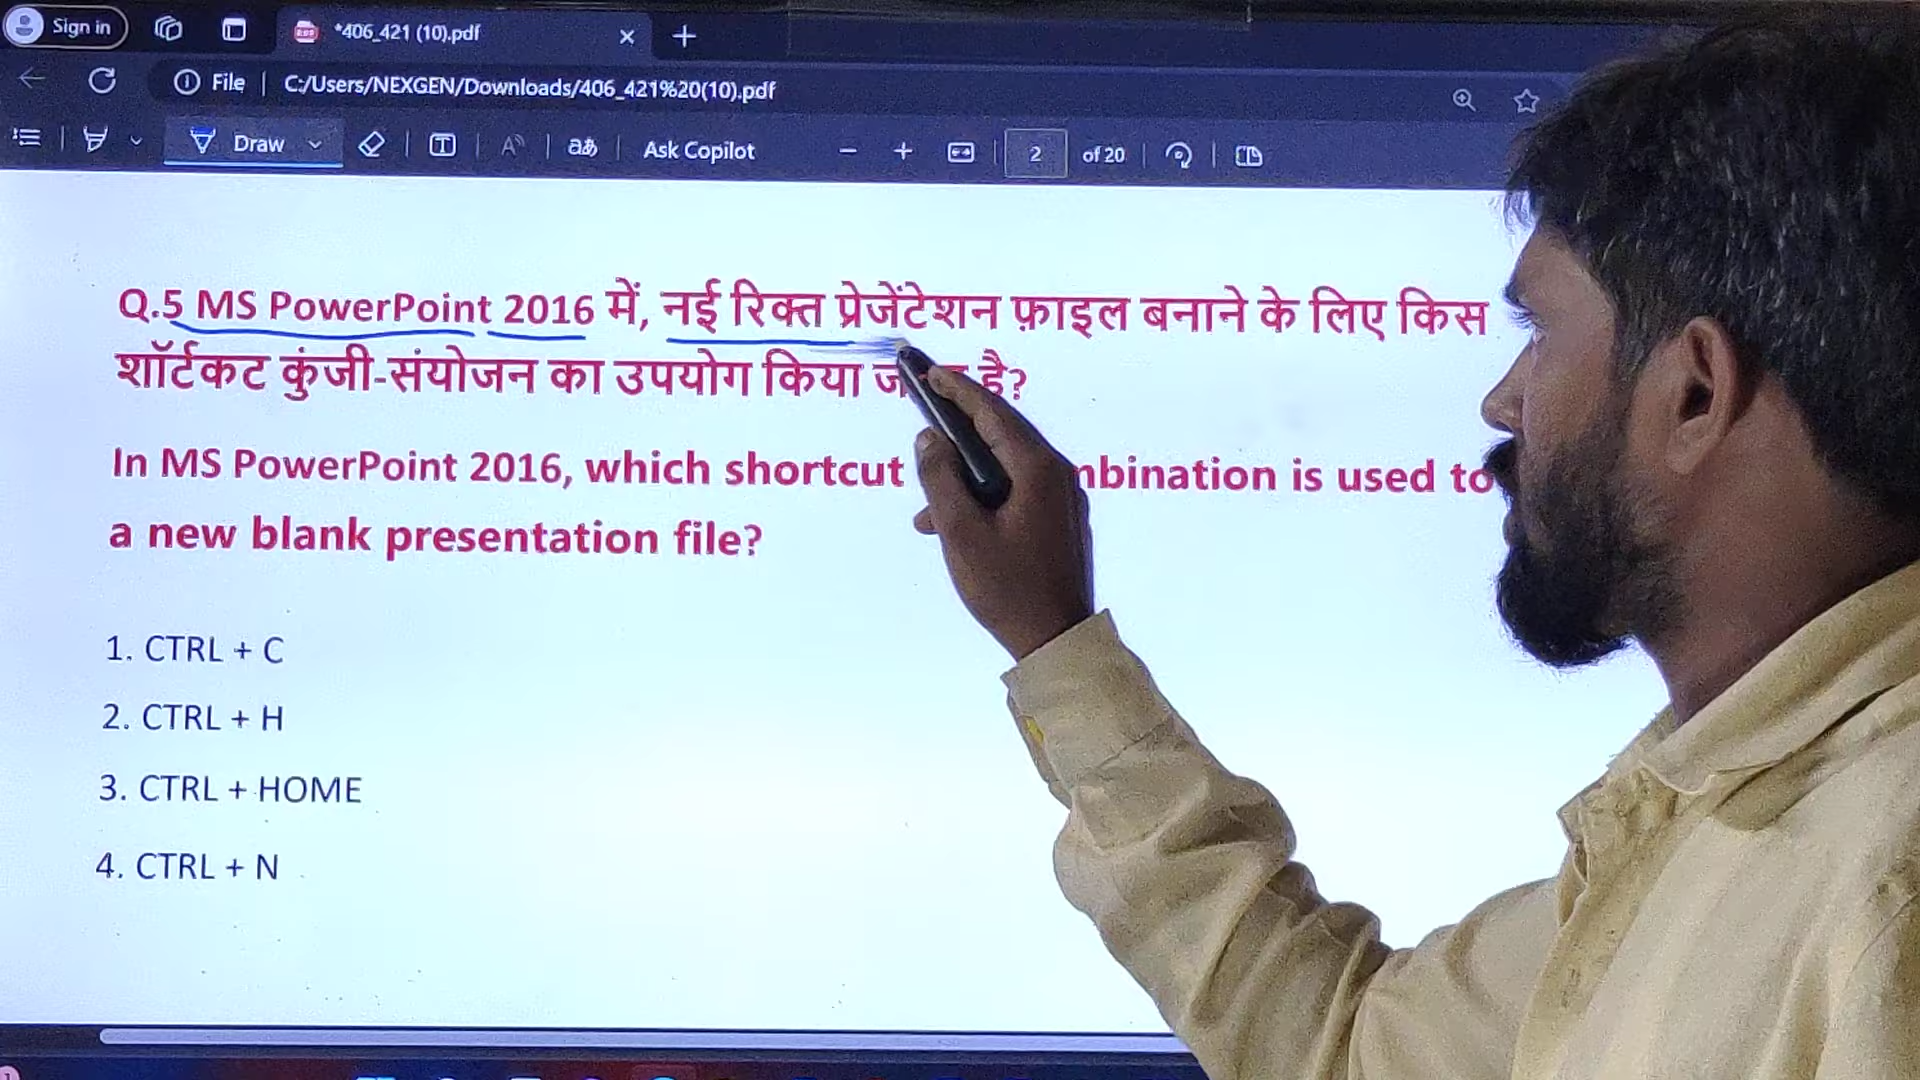 Sign in
*406_421 (10).pdf
File | C:/Users/NEXGEN/Downloads/406_421%20(10).pdf
Draw
Ask Copilot
2 of 20
Q.5 MS PowerPoint 2016 में, नई रिक्त प्रेजेंटेशन फ़ाइल बनाने के लिए किस
शॉर्टकट कुंजी-संयोजन का उपयोग किया है?
In MS PowerPoint 2016, which shortcut is used to
a new blank presentation file?
1. CTRL + C
2. CTRL + H
3. CTRL + HOME
4. CTRL + N